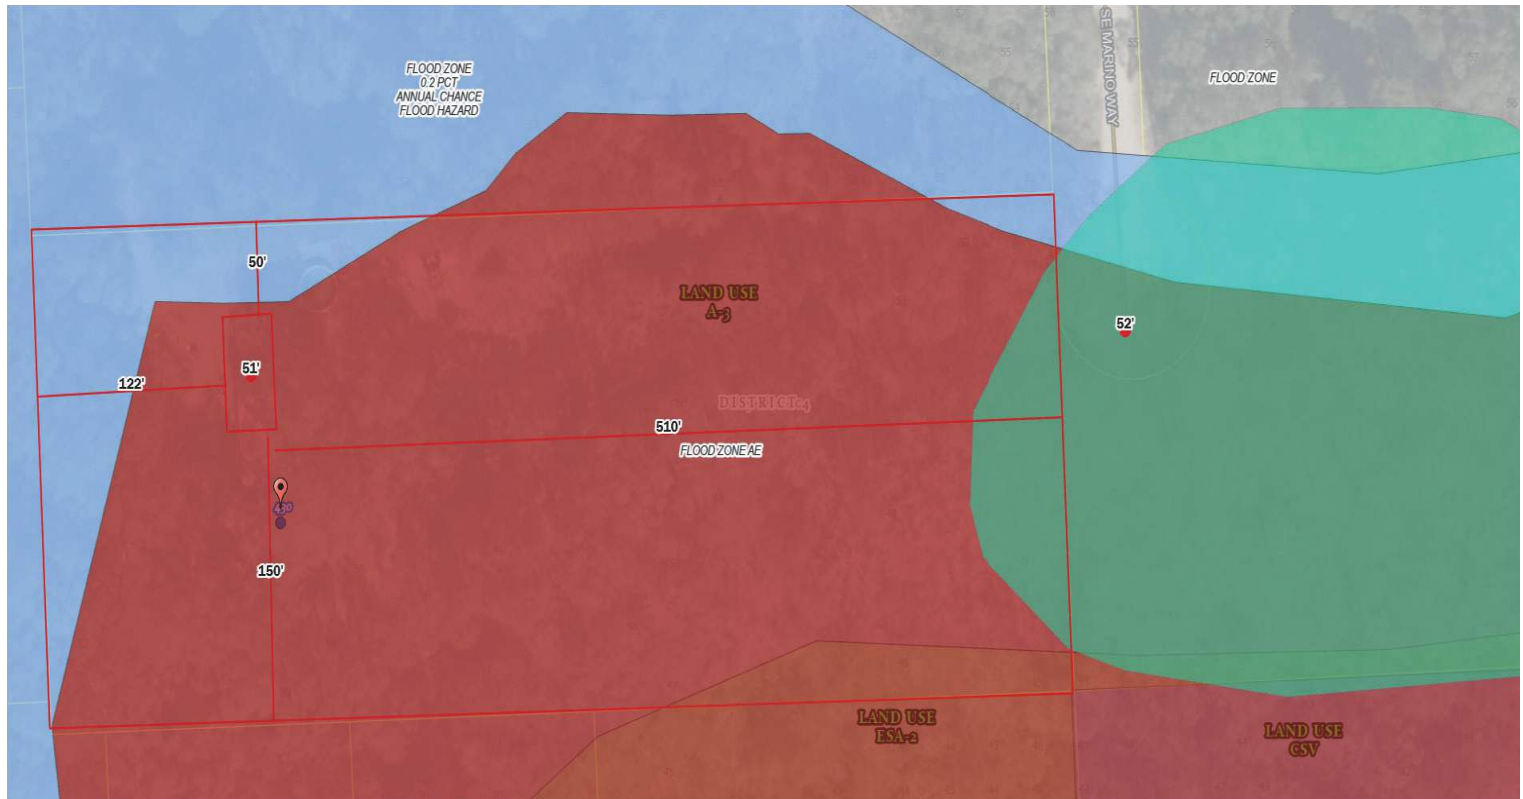 FLOOD ZONE
0.2 PCT
ANNUAL CHANCE
FLOOD HAZARD
SE MARINO WAY
FLOOD ZONE
50'
LAND USE
A-3
52'
51'
122'
DISTRICT: 4
510'
FLOOD ZONE AE
430
150'
LAND USE
ESA-2
LAND USE
CSV